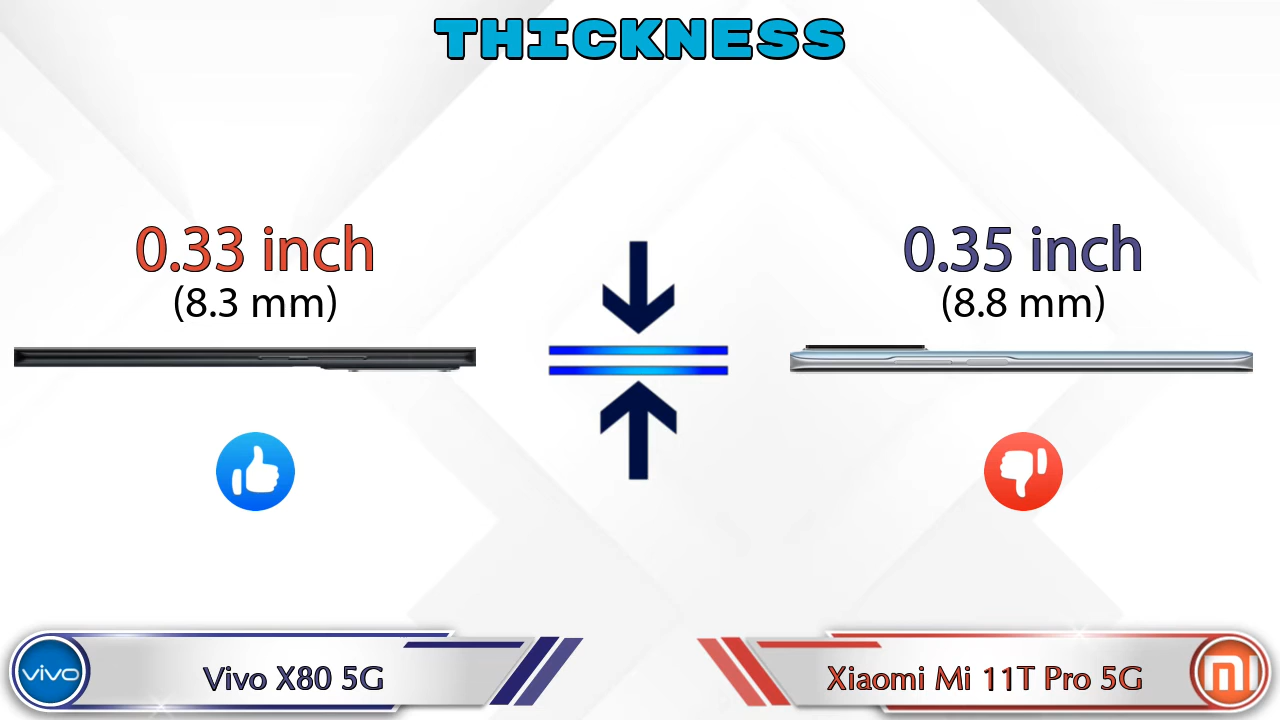 THICKNESS
0.33 inch
(8.3 mm)
0.35 inch
(8.8 mm)
vivo
Vivo X80 5G
Xiaomi Mi 11T Pro 5G
mi